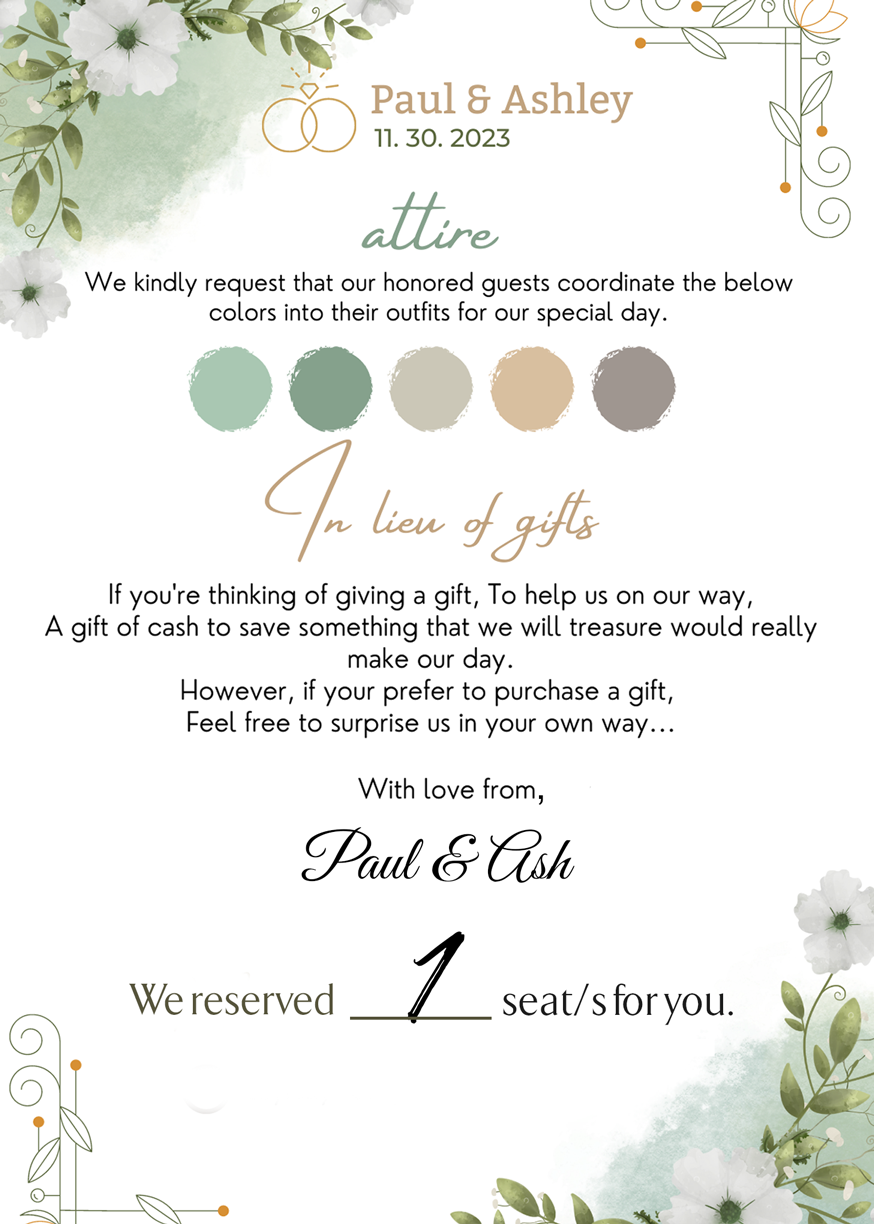 Paul & Ashley
11. 30. 2023
attire
We kindly request that our honored guests coordinate the below
colors into their outfits for our special day.
In lieu of gifts
If you're thinking of giving a gift, To help us on our way,
A gift of cash to save something that we will treasure would really
make our day.
However, if your prefer to purchase a gift,
Feel free to surprise us in your own way...
With love from,
Paul & Ash
We reserved 1 seat/s for you.